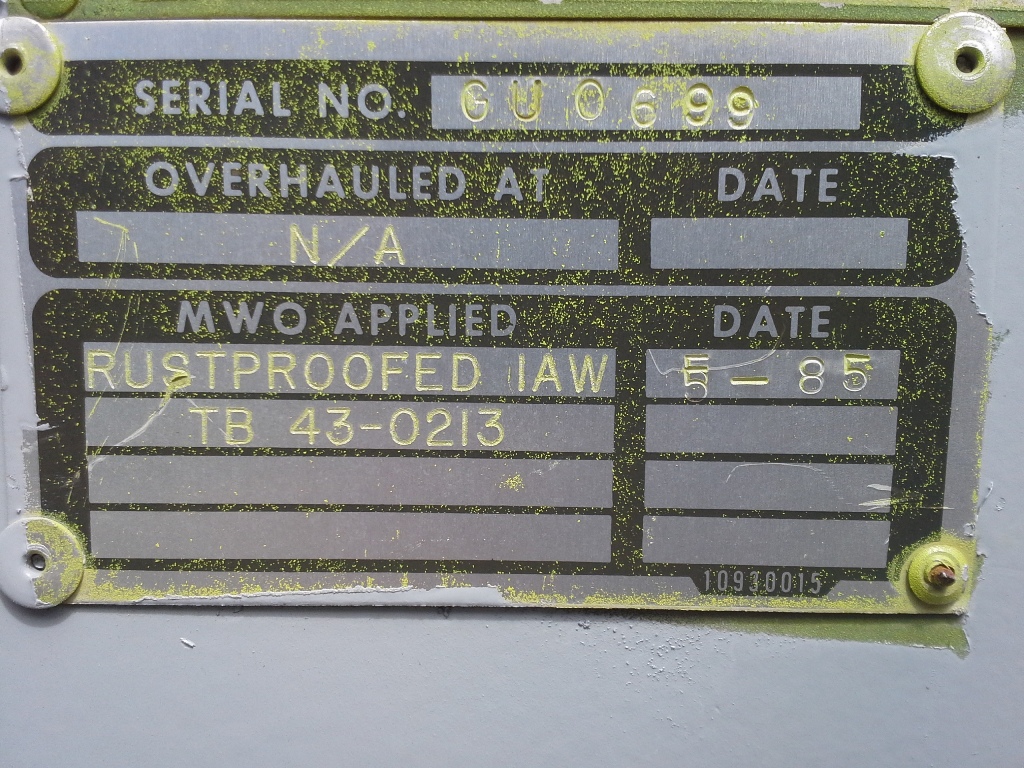 SERIAL NO. GU0699
OVERHAULED AT DATE
N/A
MWO APPLIED DATE
RUSTPROOFED IAW 5-85
TB 43-0213
10930015